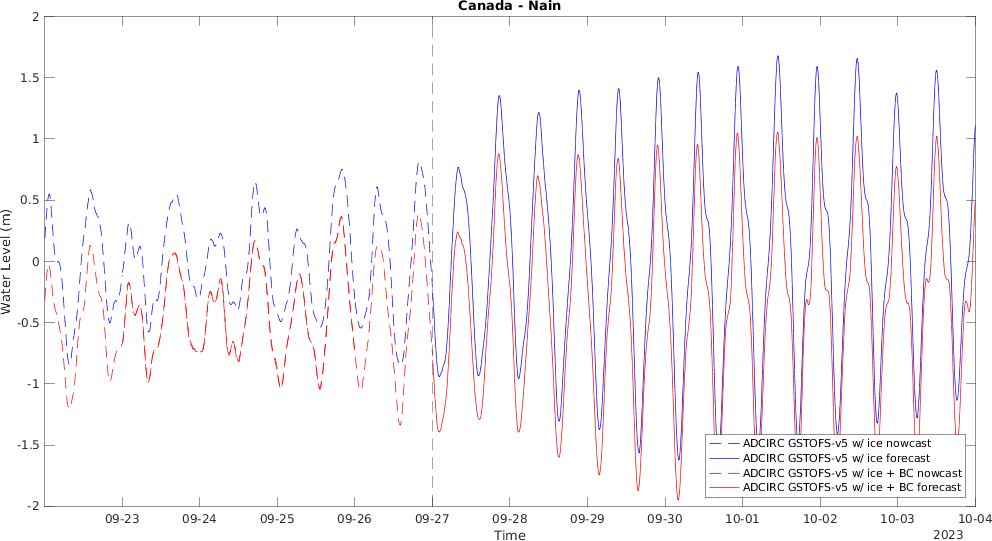 Canada - Nain
2
1.5
1
0.5
0
-0.5
-1
-1.5
-2
Water Level (m)
ADCIRC GSTOFS-v5 w/ ice nowcast
ADCIRC GSTOFS-v5 w/ ice forecast
ADCIRC GSTOFS-v5 w/ ice + BC nowcast
ADCIRC GSTOFS-v5 w/ ice + BC forecast
09-23 09-24 09-25 09-26 09-27 09-28 09-29 09-30 10-01 10-02 10-03 10-04
Time
2023